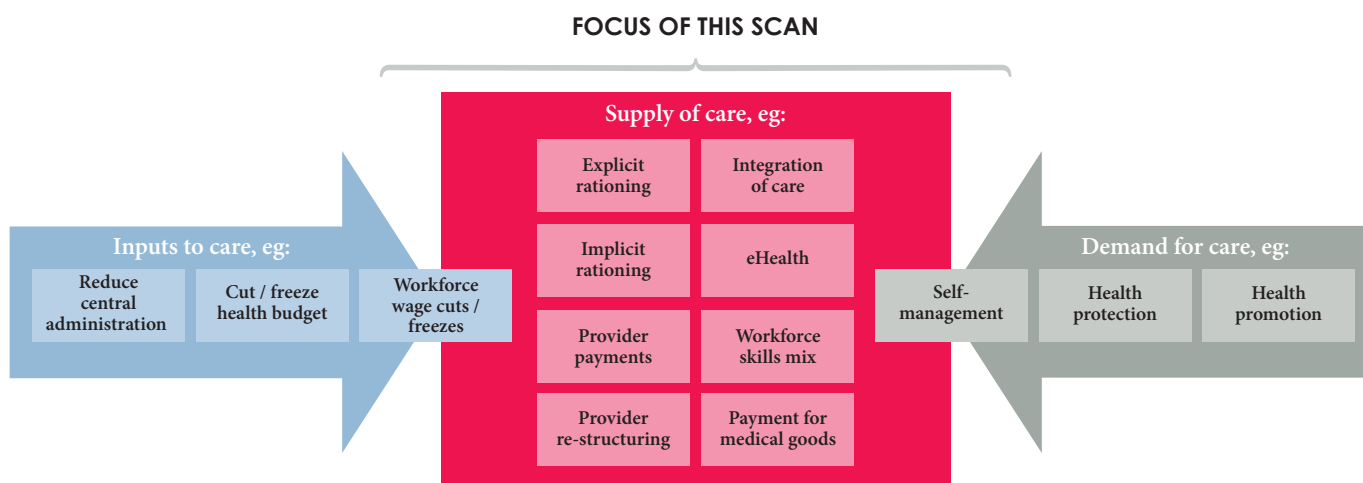 FOCUS OF THIS SCAN
Supply of care, eg:
Explicit
rationing
Integration
of care
Implicit
rationing
eHealth
Provider
payments
Workforce
skills mix
Provider
re-structuring
Payment for
medical goods
Inputs to care, eg:
Reduce
central
administration
Cut / freeze
health budget
Workforce
wage cuts /
freezes
Demand for care, eg:
Self-
management
Health
protection
Health
promotion